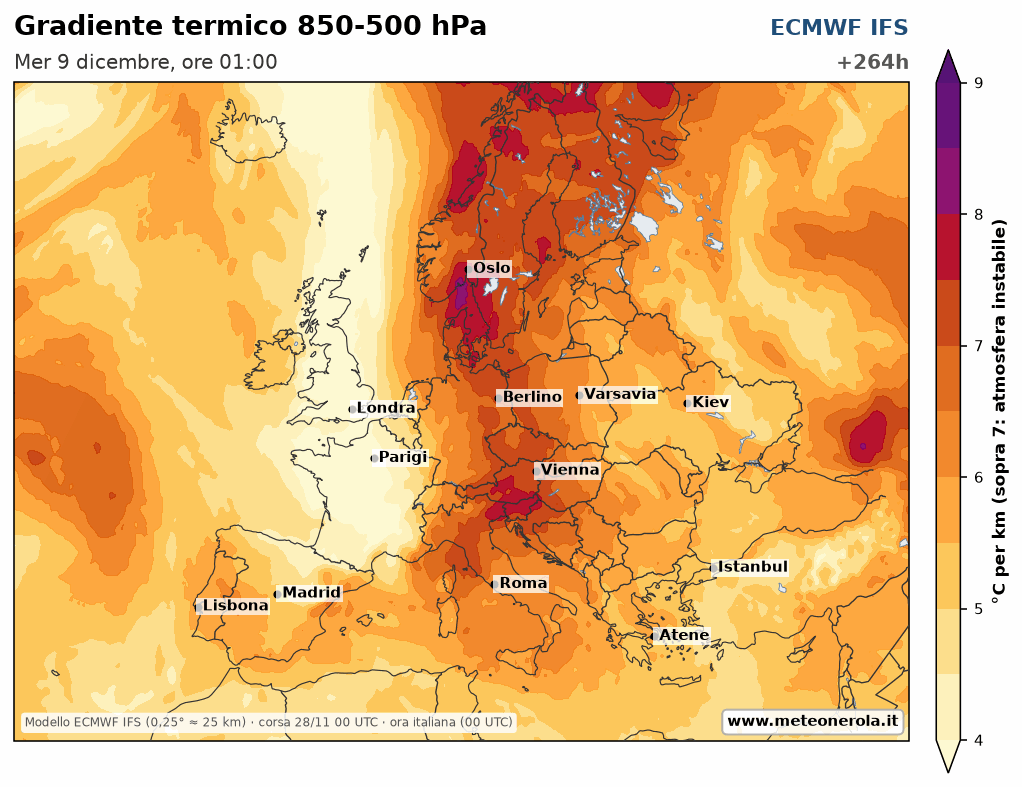 Gradiente termico 850-500 hPa
ECMWF IFS
Mer 9 dicembre, ore 01:00
+264h
Oslo
Londra
Berlino
Varsavia
Kiev
Parigi
Vienna
Madrid
Lisbona
Roma
Istanbul
Atene
Modello ECMWF IFS (0,25° ≈ 25 km) · corsa 28/11 00 UTC · ora italiana (00 UTC)
www.meteonerola.it
9
8
7
6
5
4
°C per km (sopra 7: atmosfera instabile)